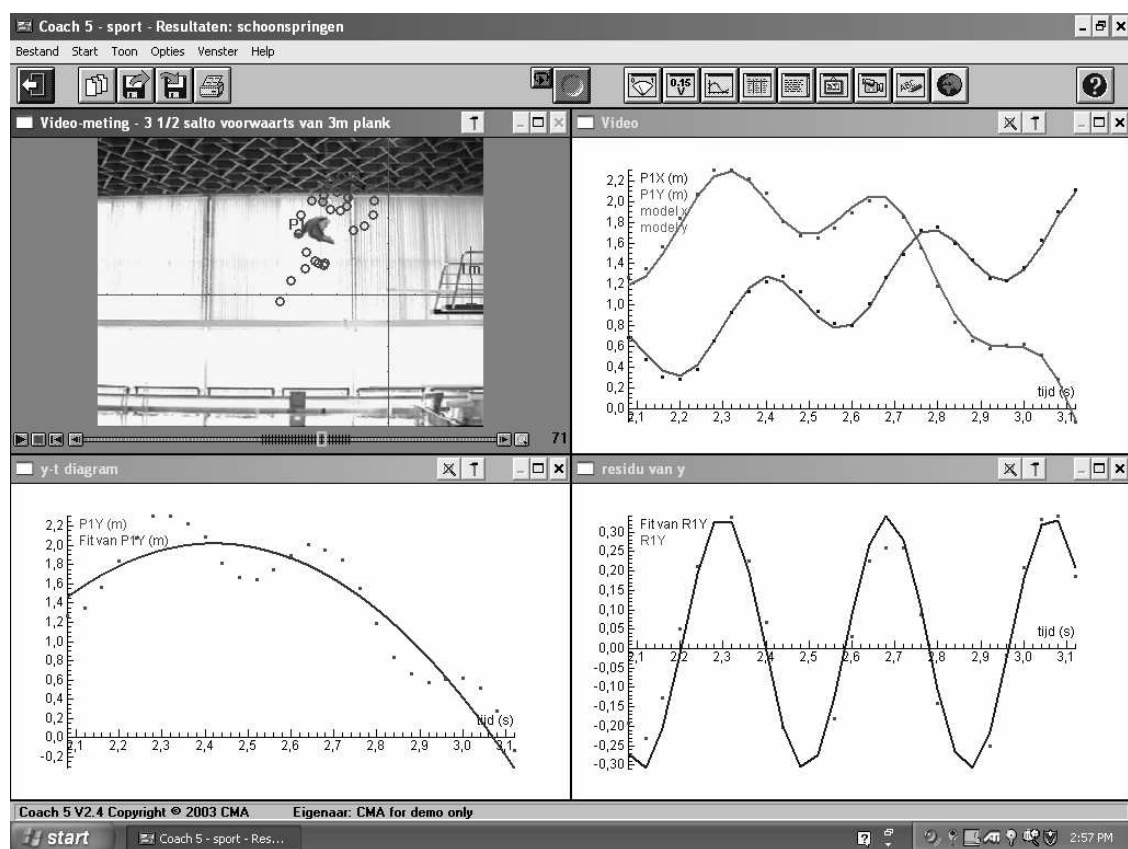 Coach 5 - sport - Resultaten: schoonspringen
Bestand Start Toon Opties Venster Help
0.15
V
Video-meting - 3 1/2 salto voorwaarts van 3m plank
P1
1m
71
Video
P1X (m)
P1Y (m)
model x
model y
2,2
2,0
1,8
1,6
1,4
1,2
1,0
0,8
0,6
0,4
0,2
0,0
tijd (s)
2,1 2,2 2,3 2,4 2,5 2,6 2,7 2,8 2,9 3,0 3,1
y-t diagram
P1Y (m)
Fit van P1Y (m)
2,2
2,0
1,8
1,6
1,4
1,2
1,0
0,8
0,6
0,4
0,2
0,0
-0,2
tijd (s)
2,1 2,2 2,3 2,4 2,5 2,6 2,7 2,8 2,9 3,0 3,1
residu van y
Fit van R1Y
R1Y
0,30
0,25
0,20
0,15
0,10
0,05
0,00
-0,05
-0,10
-0,15
-0,20
-0,25
-0,30
tijd (s)
2,1 2,2 2,3 2,4 2,5 2,6 2,7 2,8 2,9 3,0 3,1
Coach 5 V2.4 Copyright © 2003 CMA Eigenaar: CMA for demo only
start Coach 5 - sport - Res... 2:57 PM